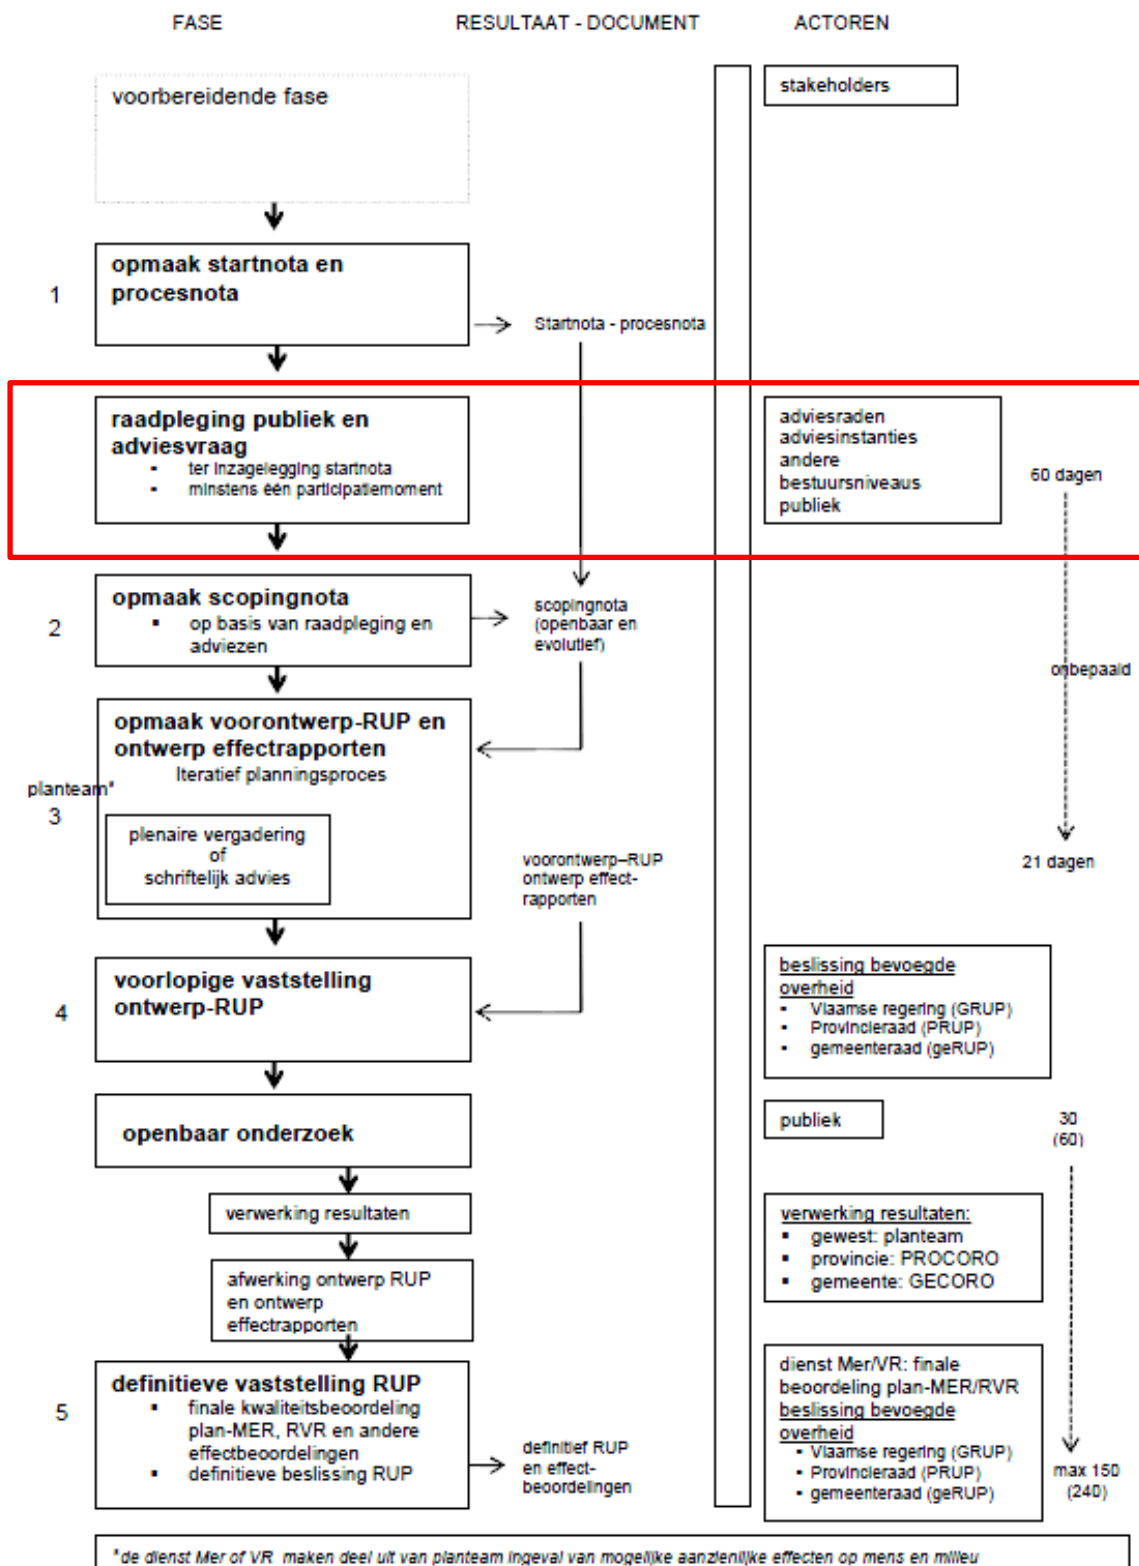 FASE
RESULTAAT - DOCUMENT
ACTOREN
voorbereidende fase
stakeholders
1
opmaak startnota en
procesnota
Startnota - procesnota
raadpleging publiek en
adviesvraag
▪ ter inzagelegging startnota
▪ minstens één participatiemoment
adviesraden
adviesinstanties
andere
bestuursniveaus
publiek
60 dagen
2
opmaak scopingnota
▪ op basis van raadpleging en
adviezen
scopingnota
(openbaar en
evolutief)
onbepaald
planteam*
3
opmaak voorontwerp-RUP en
ontwerp effectrapporten
Iteratief planningsproces
plenaire vergadering
of
schriftelijk advies
voorontwerp–RUP
ontwerp effect-
rapporten
21 dagen
4
voorlopige vaststelling
ontwerp-RUP
beslissing bevoegde
overheid
▪ Vlaamse regering (GRUP)
▪ Provincieraad (PRUP)
▪ gemeenteraad (geRUP)
openbaar onderzoek
publiek
30
(60)
verwerking resultaten
verwerking resultaten:
▪ gewest: planteam
▪ provincie: PROCORO
▪ gemeente: GECORO
afwerking ontwerp RUP
en ontwerp
effectrapporten
5
definitieve vaststelling RUP
▪ finale kwaliteitsbeoordeling
plan-MER, RVR en andere
effectbeoordelingen
▪ definitieve beslissing RUP
definitief RUP
en effect-
beoordelingen
dienst Mer/VR: finale
beoordeling plan-MER/RVR
beslissing bevoegde
overheid
▪ Vlaamse regering (GRUP)
▪ Provincieraad (PRUP)
▪ gemeenteraad (geRUP)
max 150
(240)
*de dienst Mer of VR maken deel uit van planteam ingeval van mogelijke aanzienlijke effecten op mens en milieu